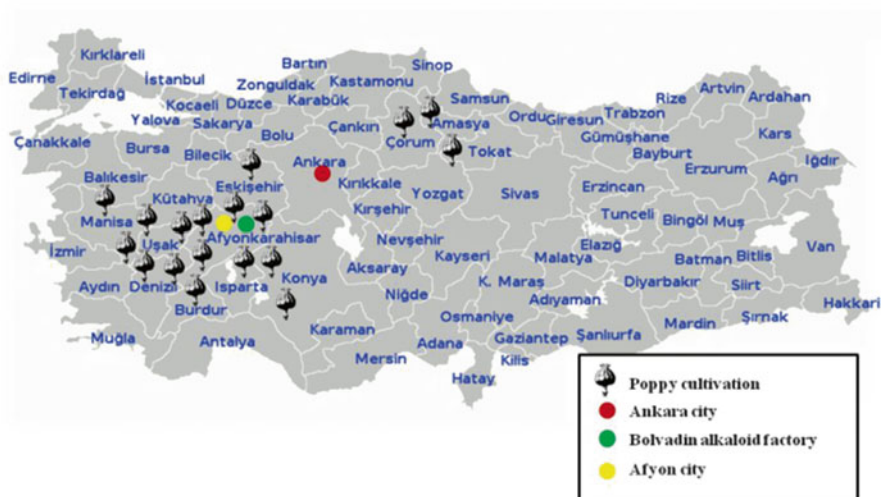 Kırklareli
Edirne
Tekirdağ
İstanbul
Kocaeli
Yalova
Sakarya
Düzce
Zonguldak
Bartın
Karabük
Kastamonu
Sinop
Samsun
Ordu
Giresun
Trabzon
Rize
Artvin
Ardahan
Çanakkale
Bursa
Bilecik
Bolu
Çankırı
Çorum
Amasya
Tokat
Gümüşhane
Bayburt
Erzurum
Kars
Iğdır
Ağrı
Balıkesir
Kütahya
Eskişehir
Ankara
Kırıkkale
Yozgat
Sivas
Erzincan
Tunceli
Bingöl
Muş
Manisa
Uşak
Afyonkarahisar
Kırşehir
Nevşehir
Kayseri
Malatya
Elazığ
Batman
Bitlis
Van
İzmir
Aydın
Denizli
Isparta
Konya
Aksaray
Niğde
K. Maraş
Adıyaman
Diyarbakır
Siirt
Hakkari
Muğla
Burdur
Antalya
Karaman
Mersin
Adana
Osmaniye
Gaziantep
Kilis
Şanlıurfa
Mardin
Şırnak
Hatay
Poppy cultivation
Ankara city
Bolvadin alkaloid factory
Afyon city